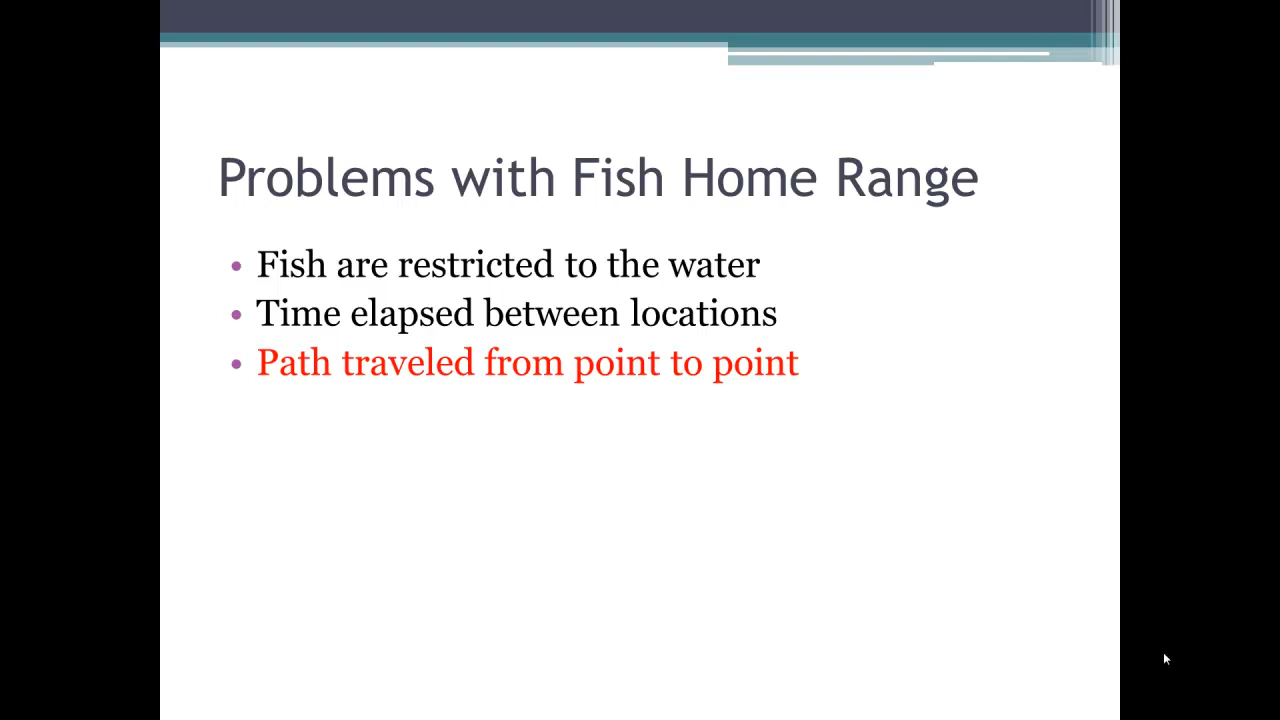 Problems with Fish Home Range
• Fish are restricted to the water
• Time elapsed between locations
• Path traveled from point to point